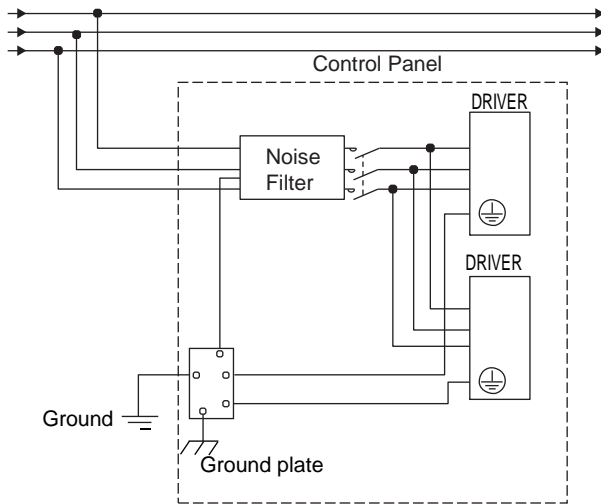 Control Panel
DRIVER
Noise
Filter
DRIVER
Ground
Ground plate